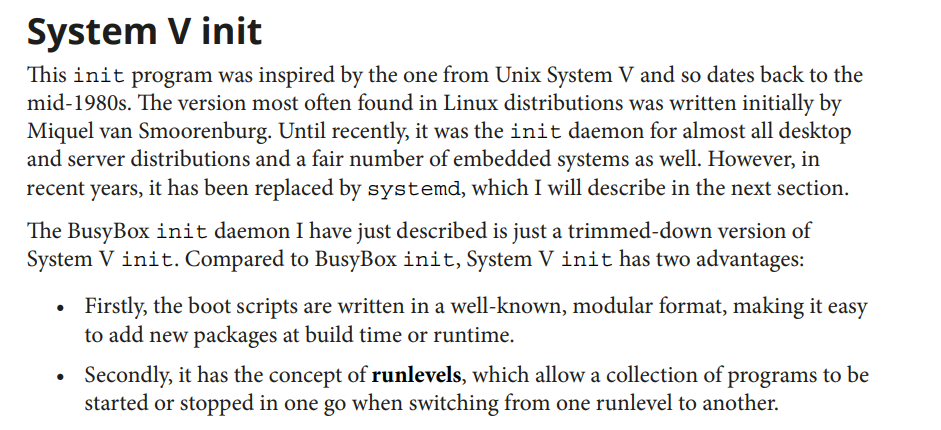 System V init
This init program was inspired by the one from Unix System V and so dates back to the
mid-1980s. The version most often found in Linux distributions was written initially by
Miquel van Smoorenburg. Until recently, it was the init daemon for almost all desktop
and server distributions and a fair number of embedded systems as well. However, in
recent years, it has been replaced by systemd, which I will describe in the next section.
The BusyBox init daemon I have just described is just a trimmed-down version of
System V init. Compared to BusyBox init, System V init has two advantages:
• Firstly, the boot scripts are written in a well-known, modular format, making it easy
to add new packages at build time or runtime.
• Secondly, it has the concept of runlevels, which allow a collection of programs to be
started or stopped in one go when switching from one runlevel to another.